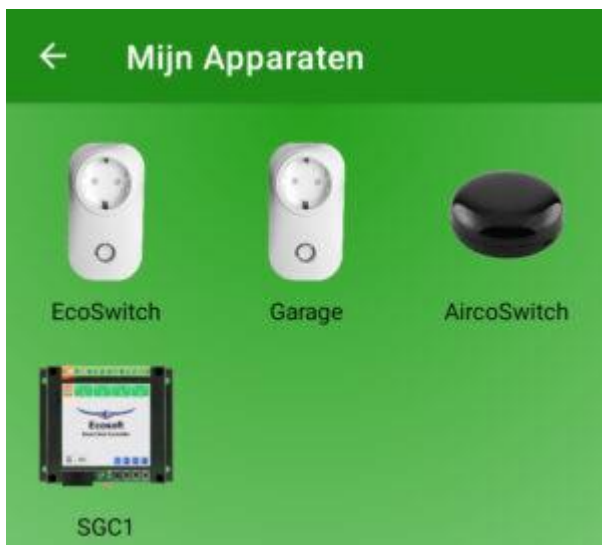 Mijn Apparaten
EcoSwitch
Garage
AircoSwitch
Ecosoft
SGC1